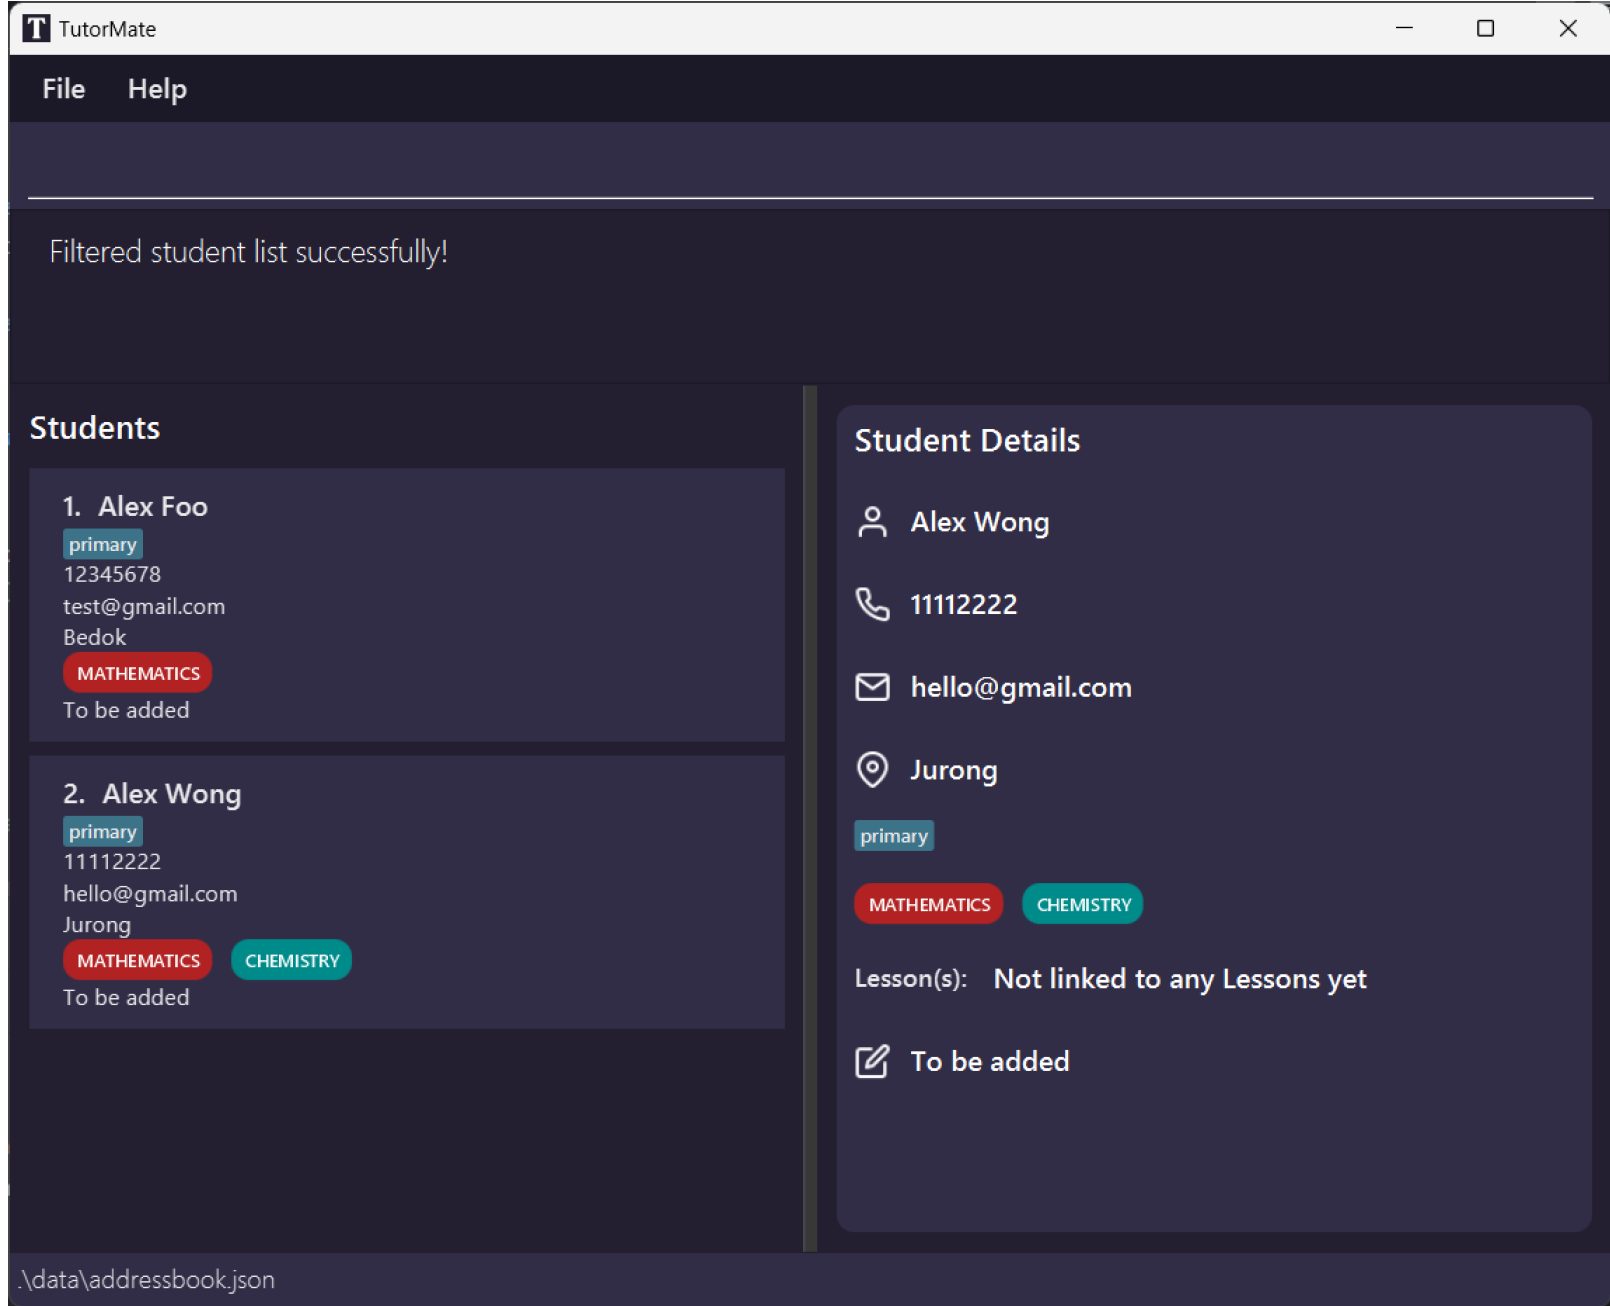 TutorMate
File Help
Filtered student list successfully!
Students
1. Alex Foo
primary
12345678
test@gmail.com
Bedok
MATHEMATICS
To be added
2. Alex Wong
primary
11112222
hello@gmail.com
Jurong
MATHEMATICS CHEMISTRY
To be added
Student Details
Alex Wong
11112222
hello@gmail.com
Jurong
primary
MATHEMATICS CHEMISTRY
Lesson(s): Not linked to any Lessons yet
To be added
.\data\addressbook.json